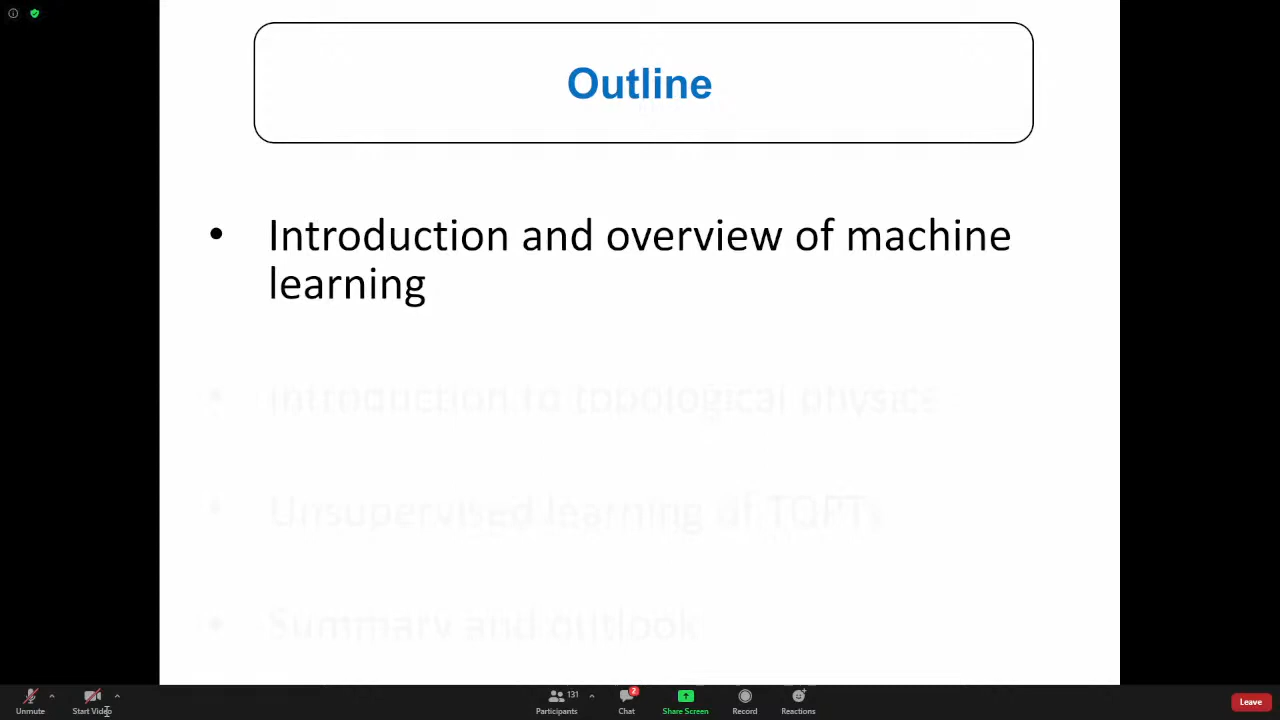 Outline
• Introduction and overview of machine
learning
• Introduction to topological physics
• Unsupervised learning of TQPTs
• Summary and outlook
Unmute
Start Video
131
Participants
2
Chat
Share Screen
Record
Reactions
Leave